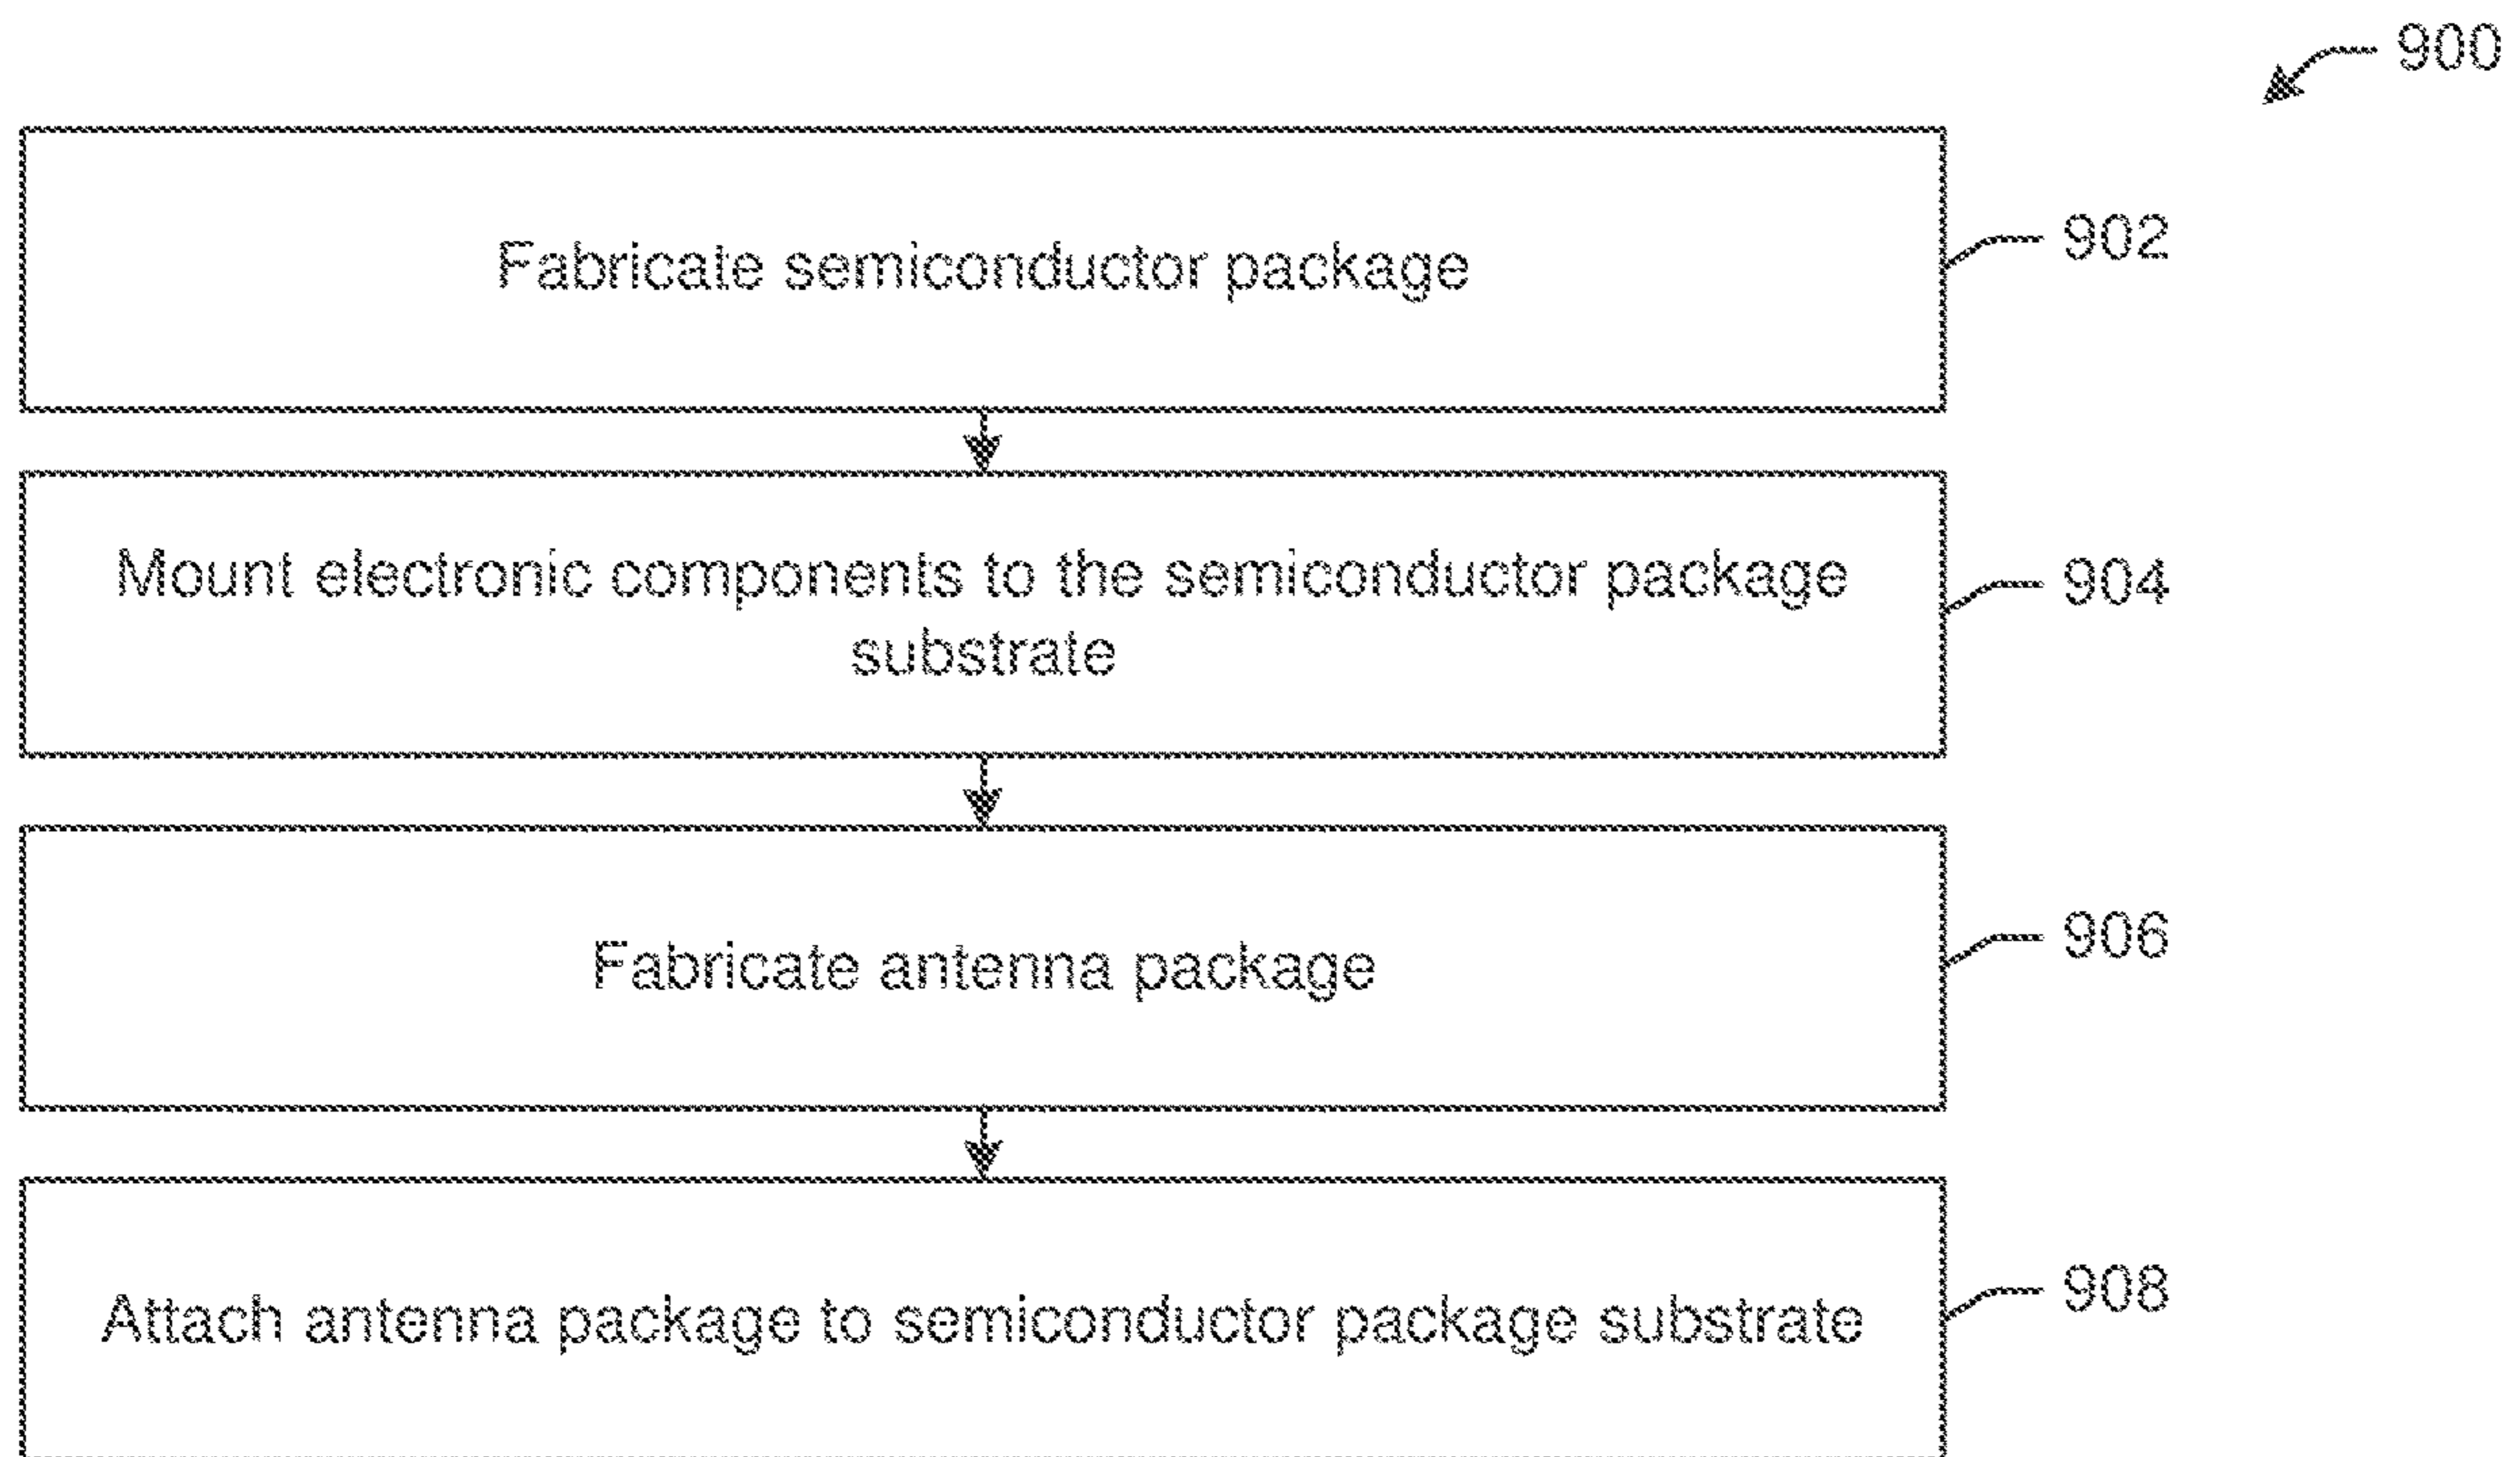 900
Fabricate semiconductor package
902
Mount electronic components to the semiconductor package
substrate
904
Fabricate antenna package
906
Attach antenna package to semiconductor package substrate
908